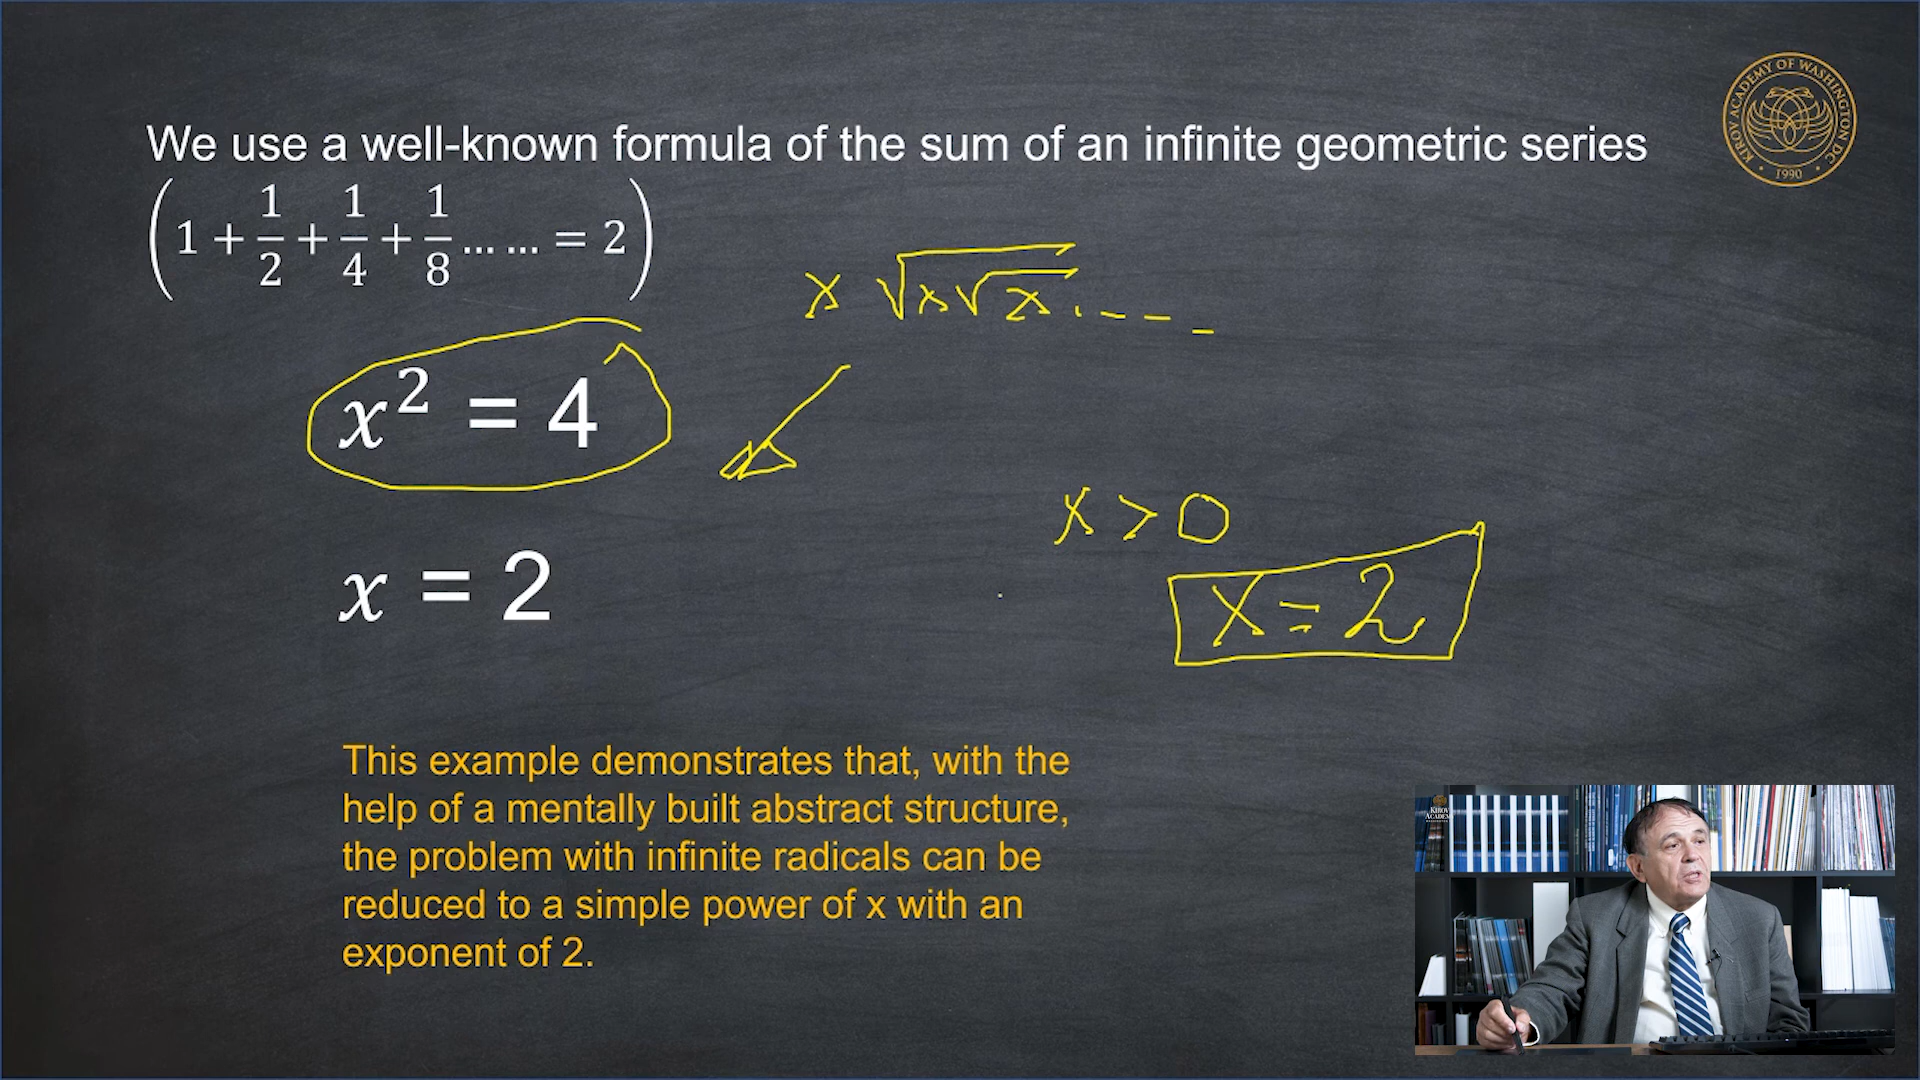 We use a well-known formula of the sum of an infinite geometric series
(1 + 1/2 + 1/4 + 1/8 ... ... = 2)
x √x√x . - - - -
x² = 4
x > 0
x = 2
x = 2
This example demonstrates that, with the
help of a mentally built abstract structure,
the problem with infinite radicals can be
reduced to a simple power of x with an
exponent of 2.
KIROV ACADEMY OF WASHINGTON DC
• 1990 •